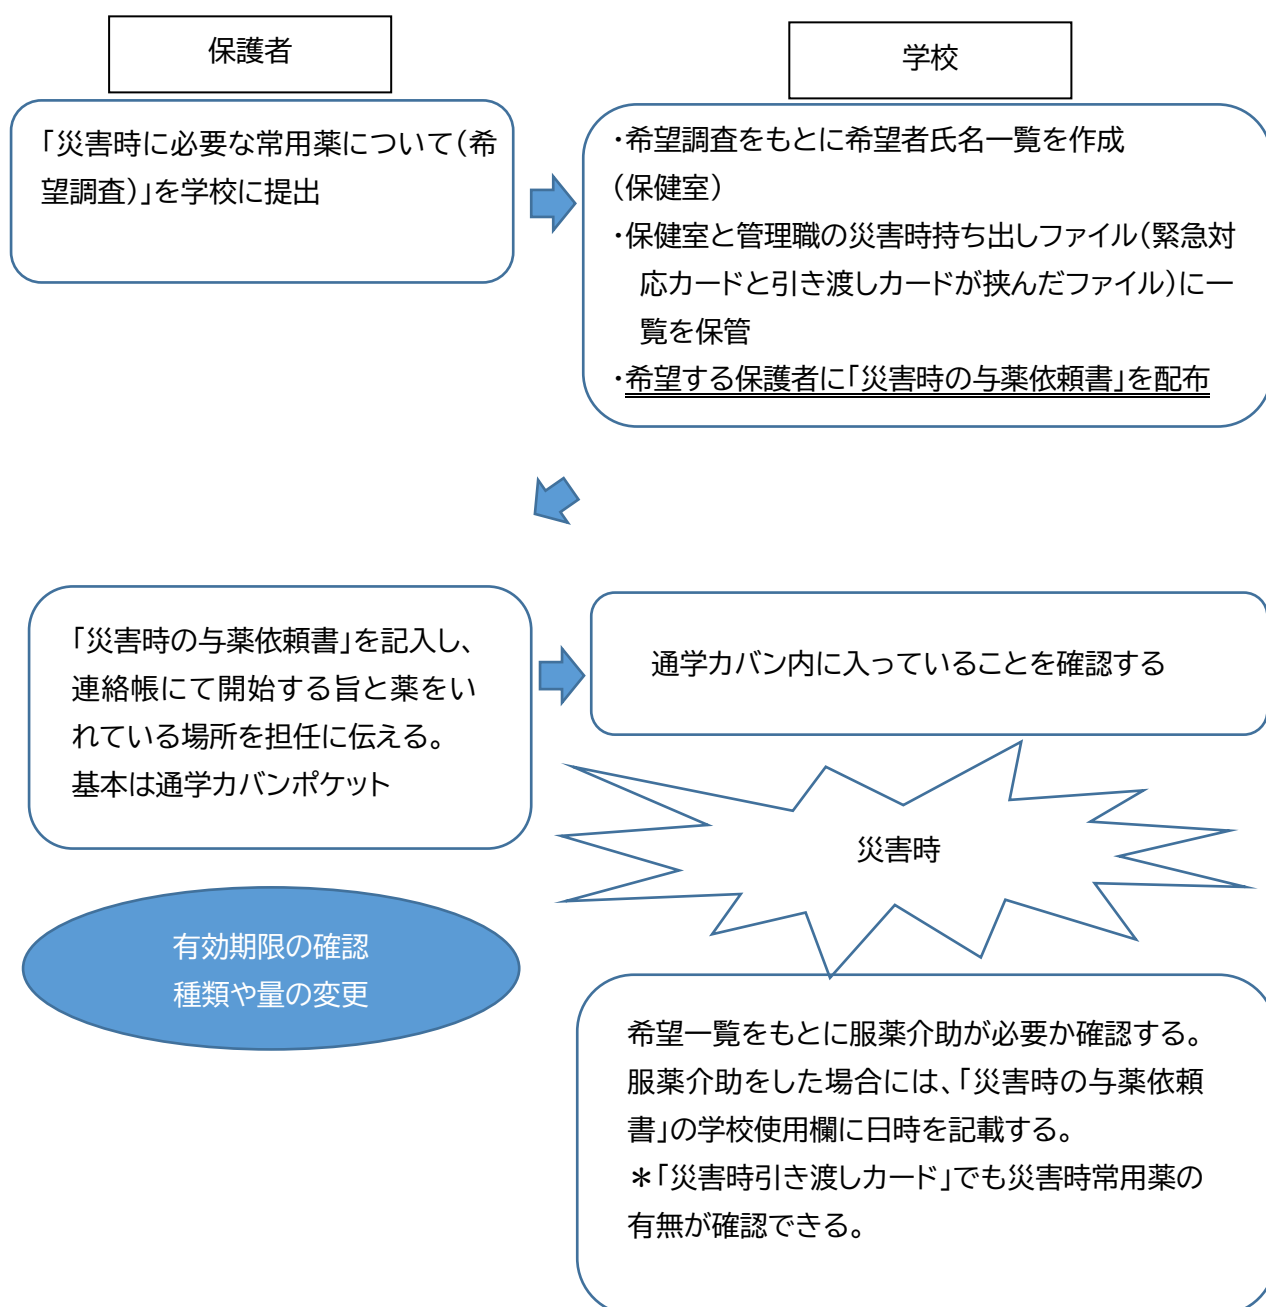 保護者
学校
「災害時に必要な常用薬について（希
望調査）」を学校に提出
・希望調査をもとに希望者氏名一覧を作成
（保健室）
・保健室と管理職の災害時持ち出しファイル（緊急対
応カードと引き渡しカードが挟んだファイル）に一
覧を保管
・希望する保護者に「災害時の与薬依頼書」を配布
「災害時の与薬依頼書」を記入し、
連絡帳にて開始する旨と薬をい
れている場所を担任に伝える。
基本は通学カバンポケット
通学カバン内に入っていることを確認する
災害時
有効期限の確認
種類や量の変更
希望一覧をもとに服薬介助が必要か確認する。
服薬介助をした場合には、「災害時の与薬依頼
書」の学校使用欄に日時を記載する。
＊「災害時引き渡しカード」でも災害時常用薬の
有無が確認できる。